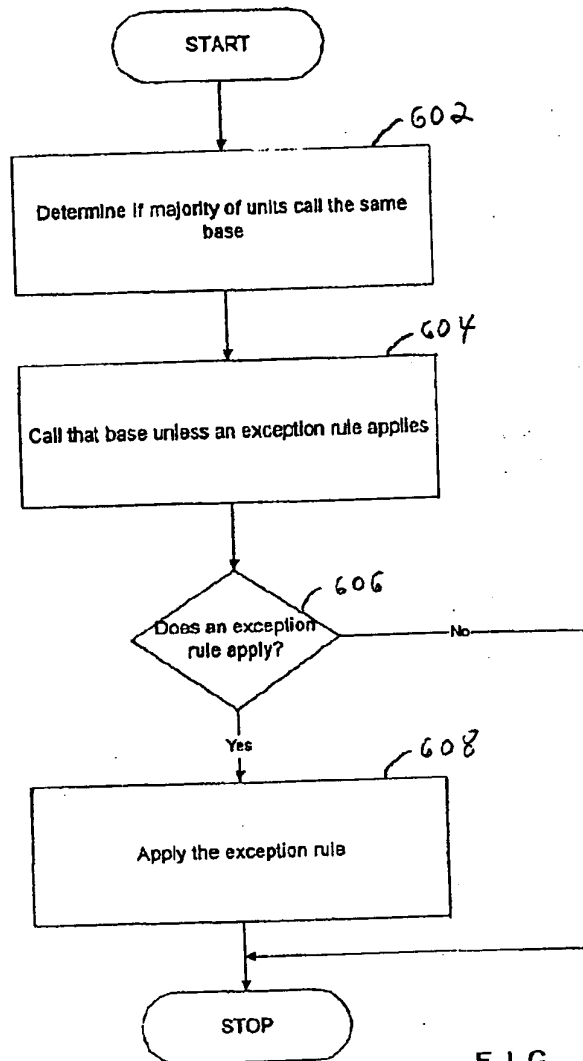 START
602
Determine if majority of units call the same
base
604
Call that base unless an exception rule applies
606
Does an exception
rule apply?
No
Yes
608
Apply the exception rule
STOP
FIG